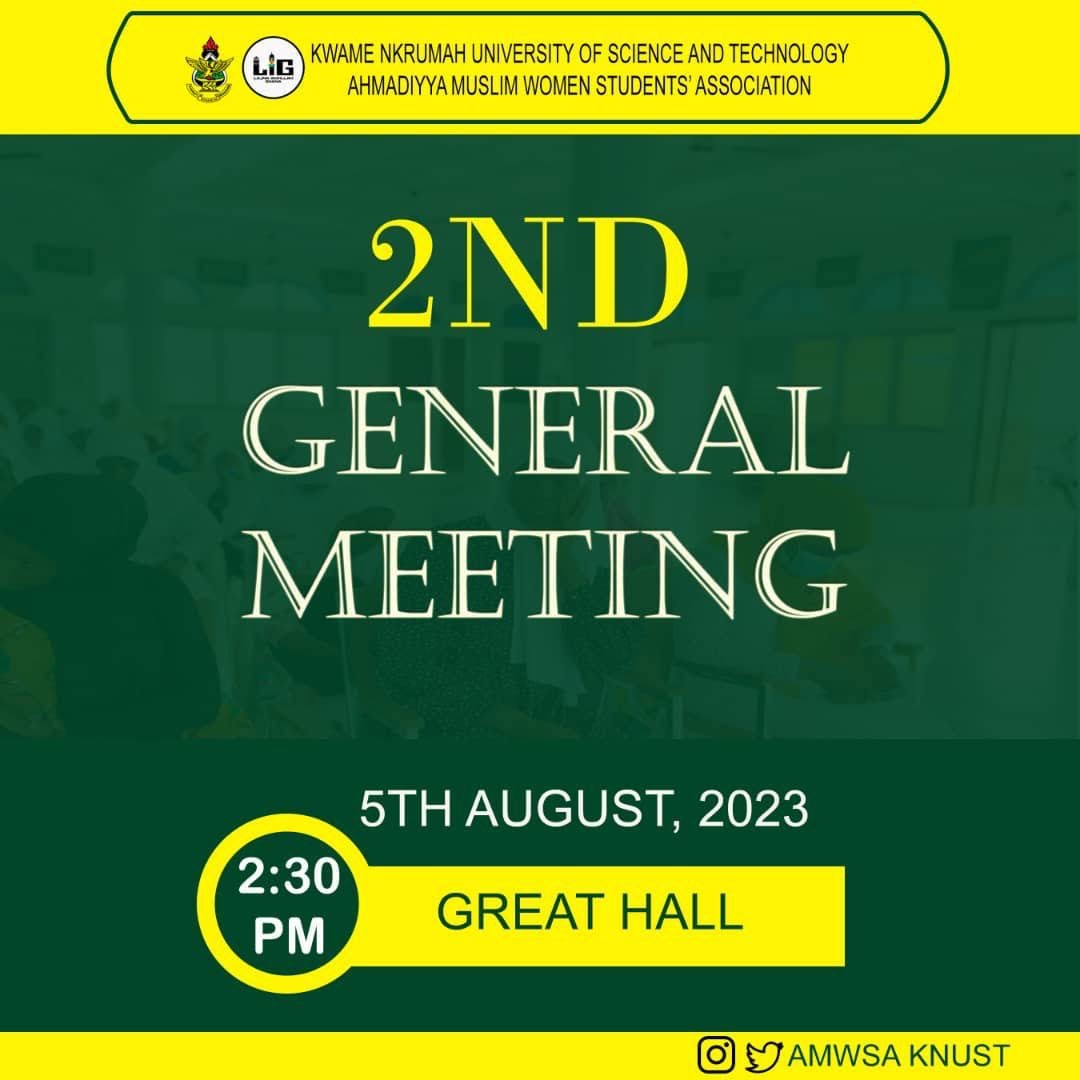 LIG
KWAME NKRUMAH UNIVERSITY OF SCIENCE AND TECHNOLOGY
AHMADIYYA MUSLIM WOMEN STUDENTS' ASSOCIATION
2ND
GENERAL
MEETING
5TH AUGUST, 2023
2:30
PM
GREAT HALL
AMWSA KNUST